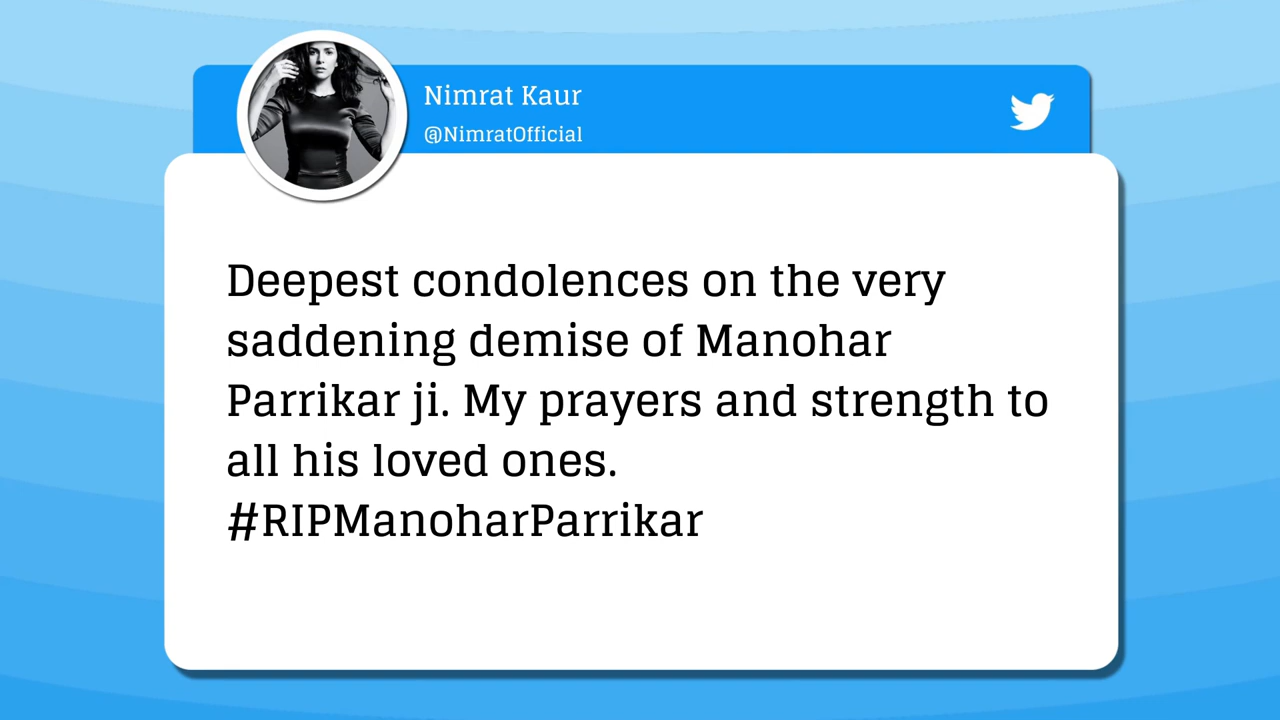 Nimrat Kaur
@NimratOfficial
Deepest condolences on the very
saddening demise of Manohar
Parrikar ji. My prayers and strength to
all his loved ones.
#RIPManoharParrikar